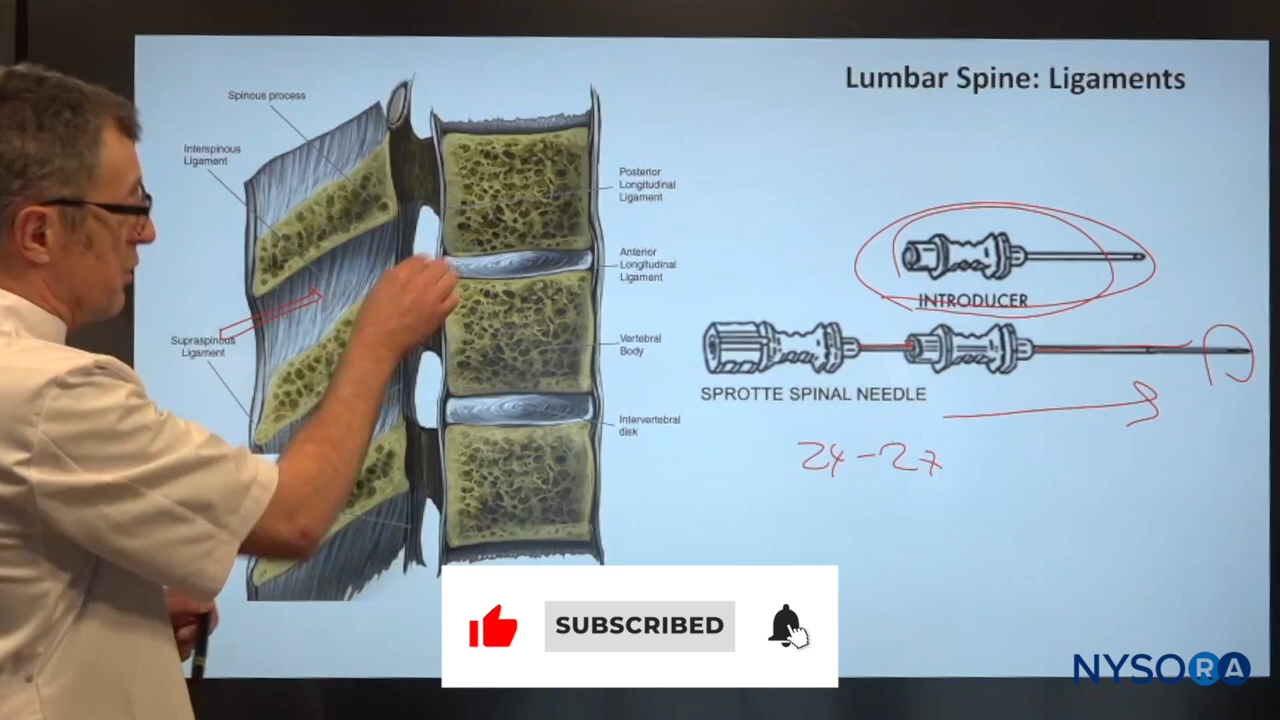 Lumbar Spine: Ligaments
Spinous process
Interspinous
Ligament
Supraspinous
Ligament
Posterior
Longitudinal
Ligament
Anterior
Longitudinal
Ligament
Vertebral
Body
Intervertebral
disk
INTRODUCER
SPROTTE SPINAL NEEDLE
24-27
SUBSCRIBED
NYSORA